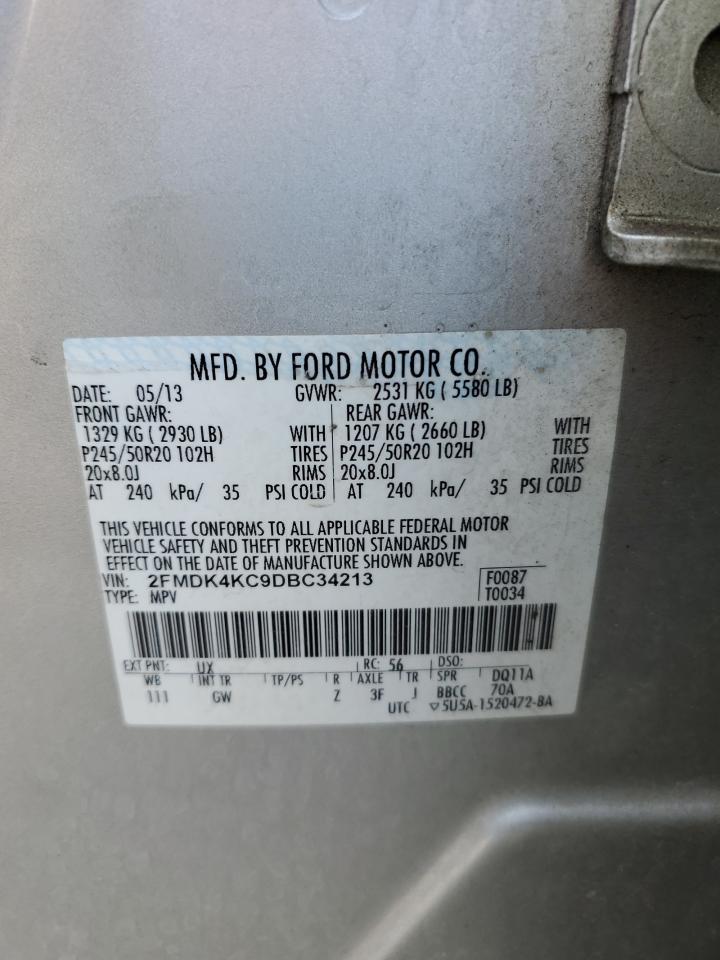 MFD. BY FORD MOTOR CO.
DATE: 05/13 GVWR: 2531 KG ( 5580 LB)
FRONT GAWR: REAR GAWR:
1329 KG ( 2930 LB) WITH 1207 KG ( 2660 LB) WITH
P245/50R20 102H TIRES P245/50R20 102H TIRES
20x8.0J RIMS 20x8.0J RIMS
AT 240 kPa/ 35 PSI COLD AT 240 kPa/ 35 PSI COLD
THIS VEHICLE CONFORMS TO ALL APPLICABLE FEDERAL MOTOR
VEHICLE SAFETY AND THEFT PREVENTION STANDARDS IN
EFFECT ON THE DATE OF MANUFACTURE SHOWN ABOVE.
VIN: 2FMDK4KC9DBC34213 F0087
TYPE: MPV T0034
EXT PNT: UX RC: 56 DSO:
WB INT TR TP/PS R AXLE TR SPR DQ11A
111 GW Z 3F J BBCC 70A
UTC ▽5U5A-1520472-BA